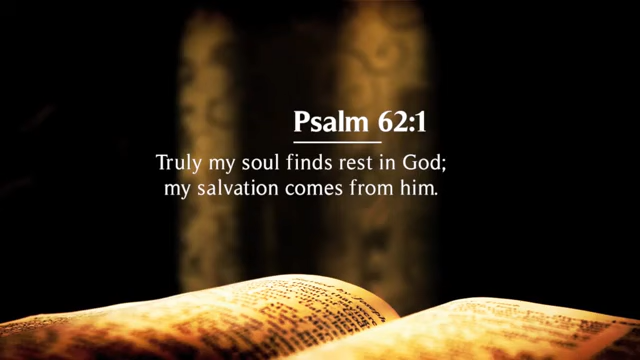 Psalm 62:1
Truly my soul finds rest in God;
my salvation comes from him.